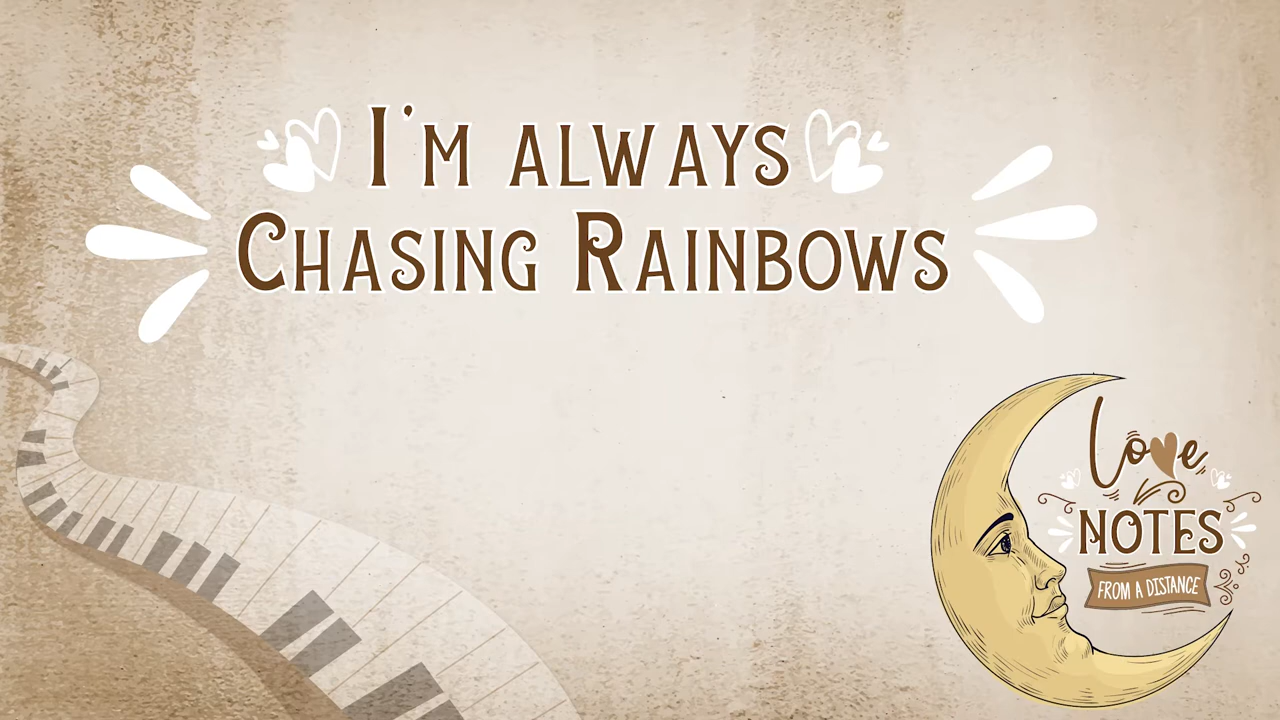 I'm always
Chasing Rainbows
Love
NOTES
FROM A DISTANCE